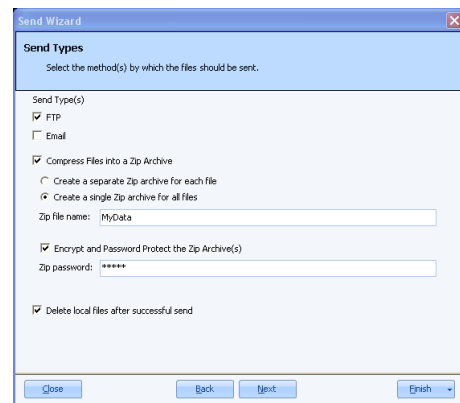 Send Wizard
Send Types
Select the method(s) by which the files should be sent.
Send Type(s)
FTP
Email
Compress Files into a Zip Archive
Create a separate Zip archive for each file
Create a single Zip archive for all files
Zip file name: MyData
Encrypt and Password Protect the Zip Archive(s)
Zip password: *****
Delete local files after successful send
Close Back Next Finish